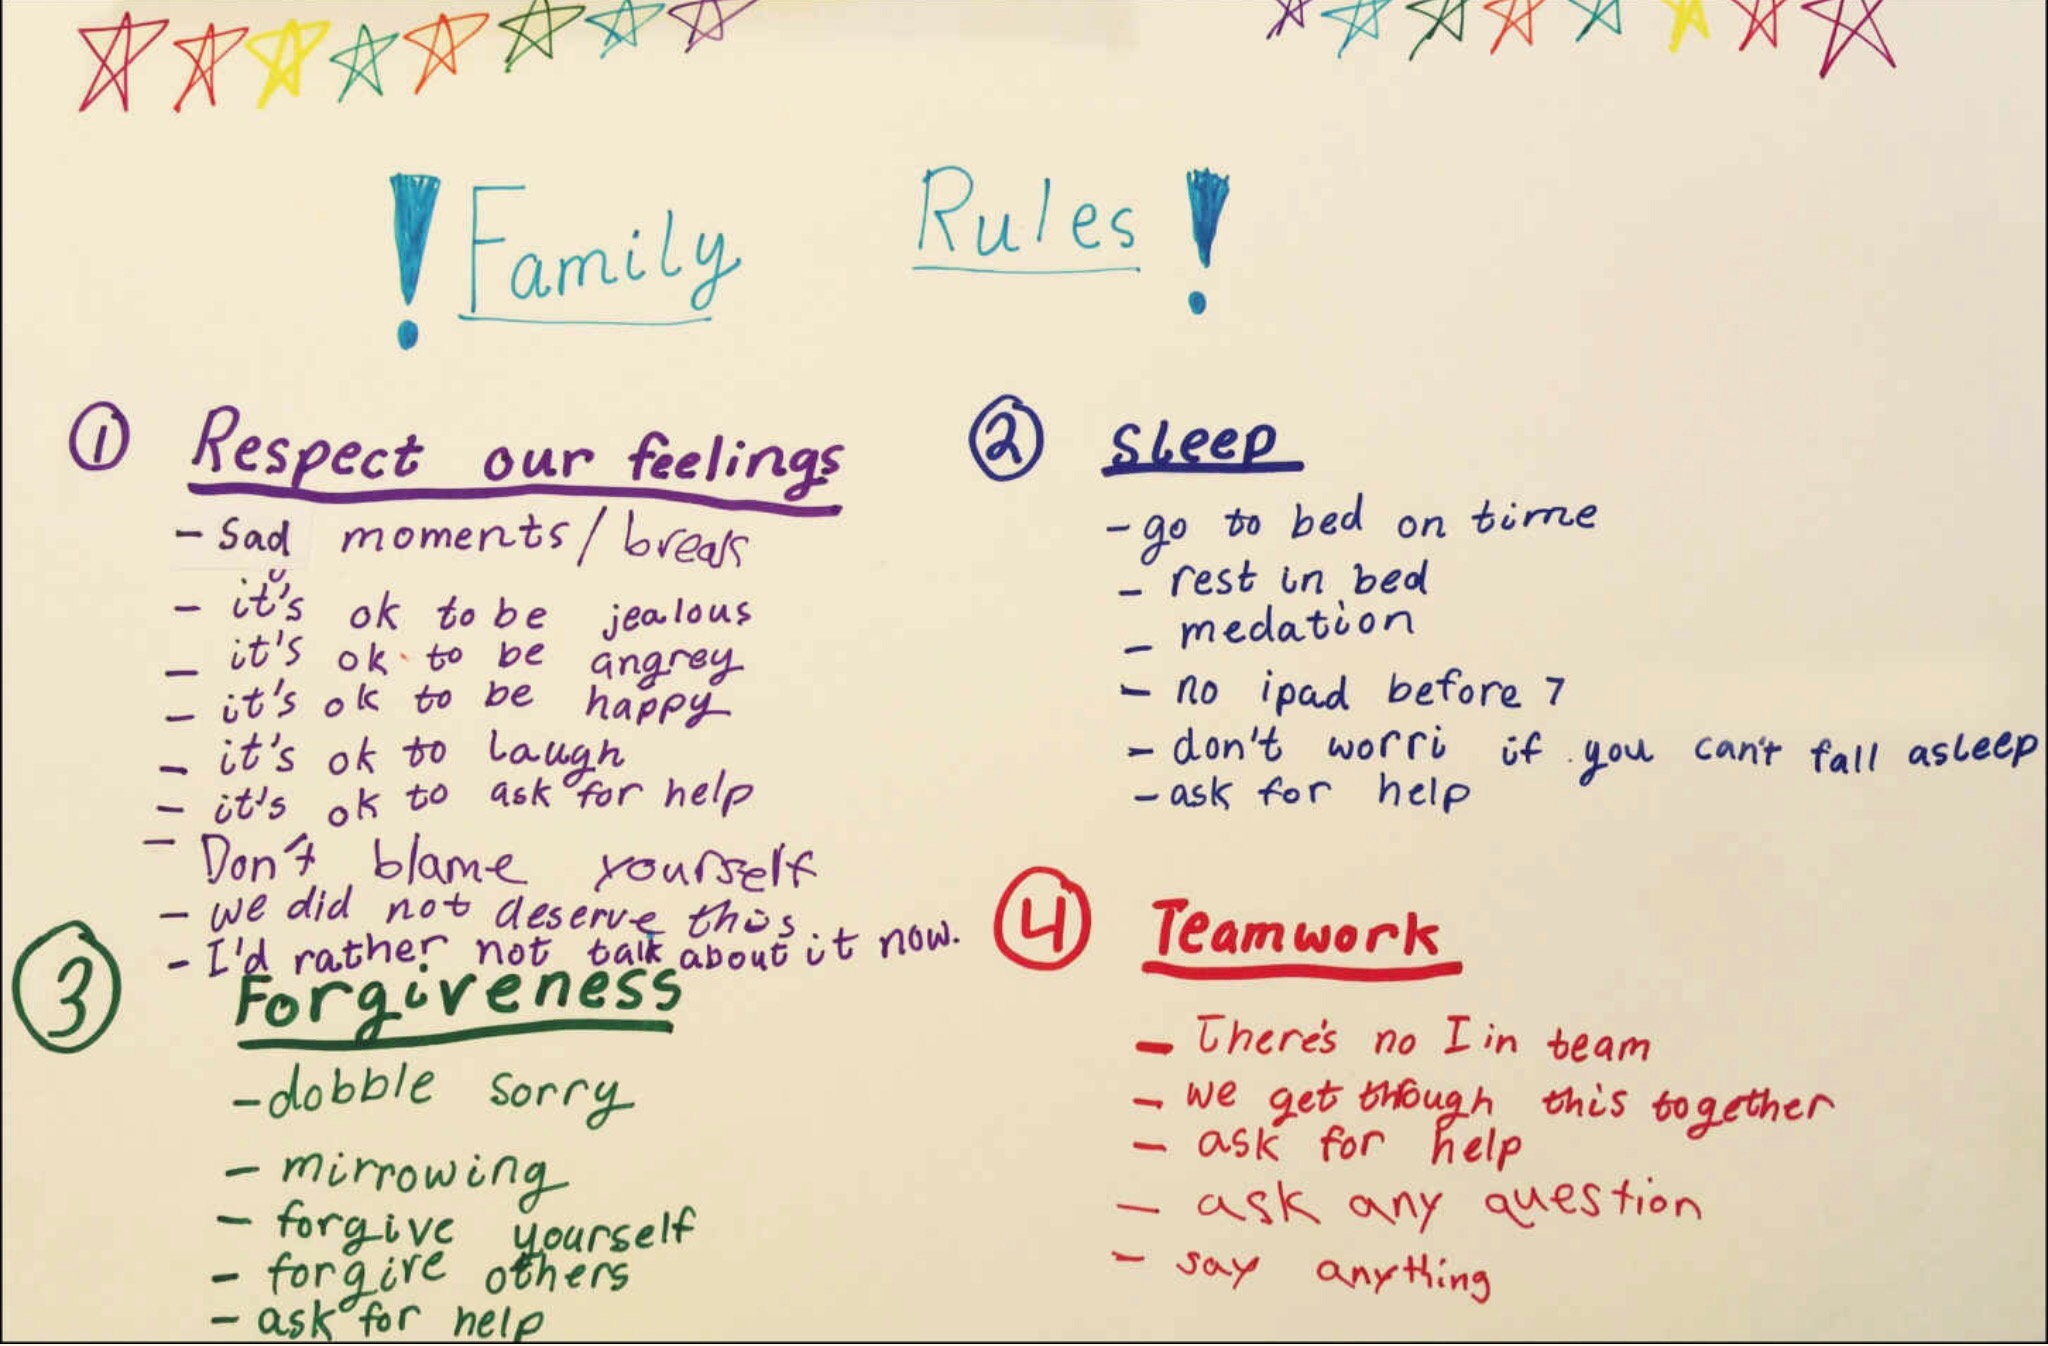 ! Family Rules !
① Respect our feelings
- Sad moments / break
- it's ok to be jealous
- it's ok to be angrey
- it's ok to be happy
- it's ok to laugh
- it's ok to ask for help
- Don't blame yourself
- we did not deserve this
- I'd rather not talk about it now.
② Sleep
- go to bed on time
- rest in bed
- medation
- no ipad before 7
- don't worri if you can't fall asleep
- ask for help
③ Forgiveness
- dobble sorry
- mirrowing
- forgive yourself
- forgive others
- ask for help
④ Teamwork
- There's no I in team
- we get though this together
- ask for help
- ask any question
- say anything